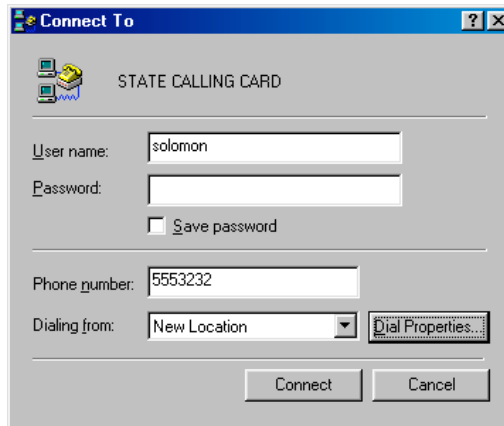 Connect To
STATE CALLING CARD
User name: solomon
Password:
Save password
Phone number: 5553232
Dialing from: New Location Dial Properties...
Connect Cancel